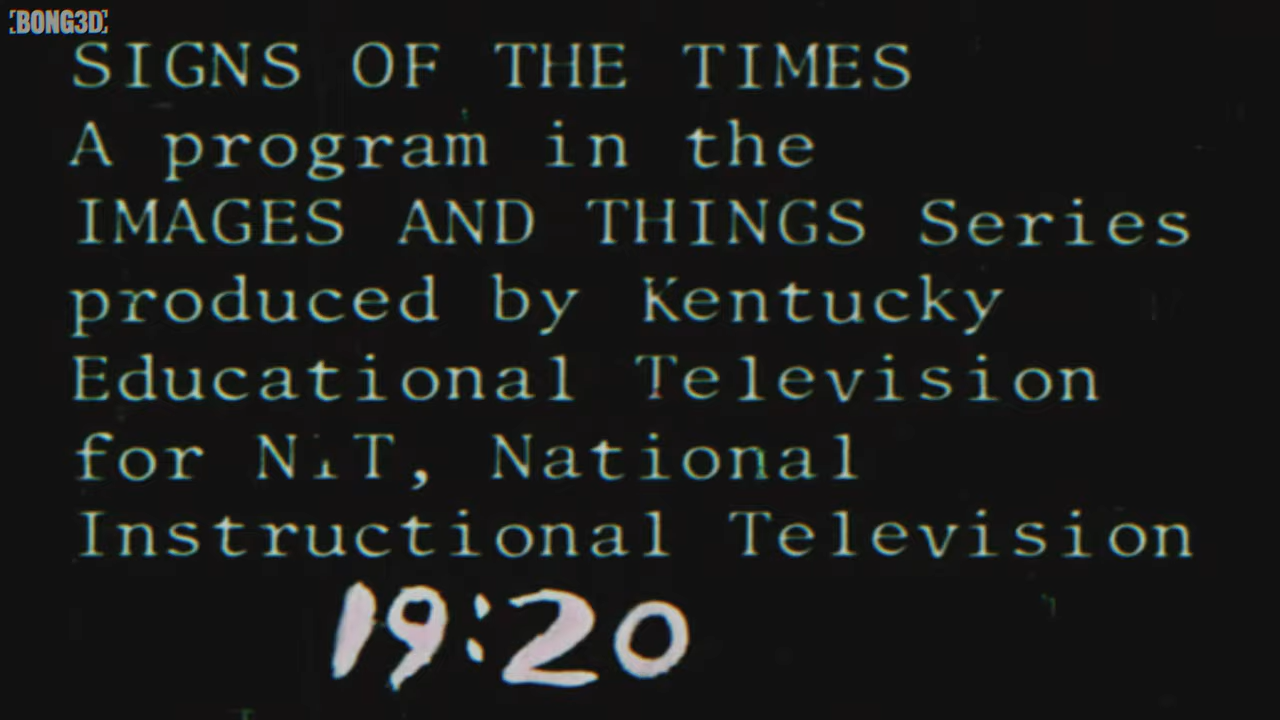 [BONG3D]
SIGNS OF THE TIMES
A program in the
IMAGES AND THINGS Series
produced by Kentucky
Educational Television
for NIT, National
Instructional Television
19:20